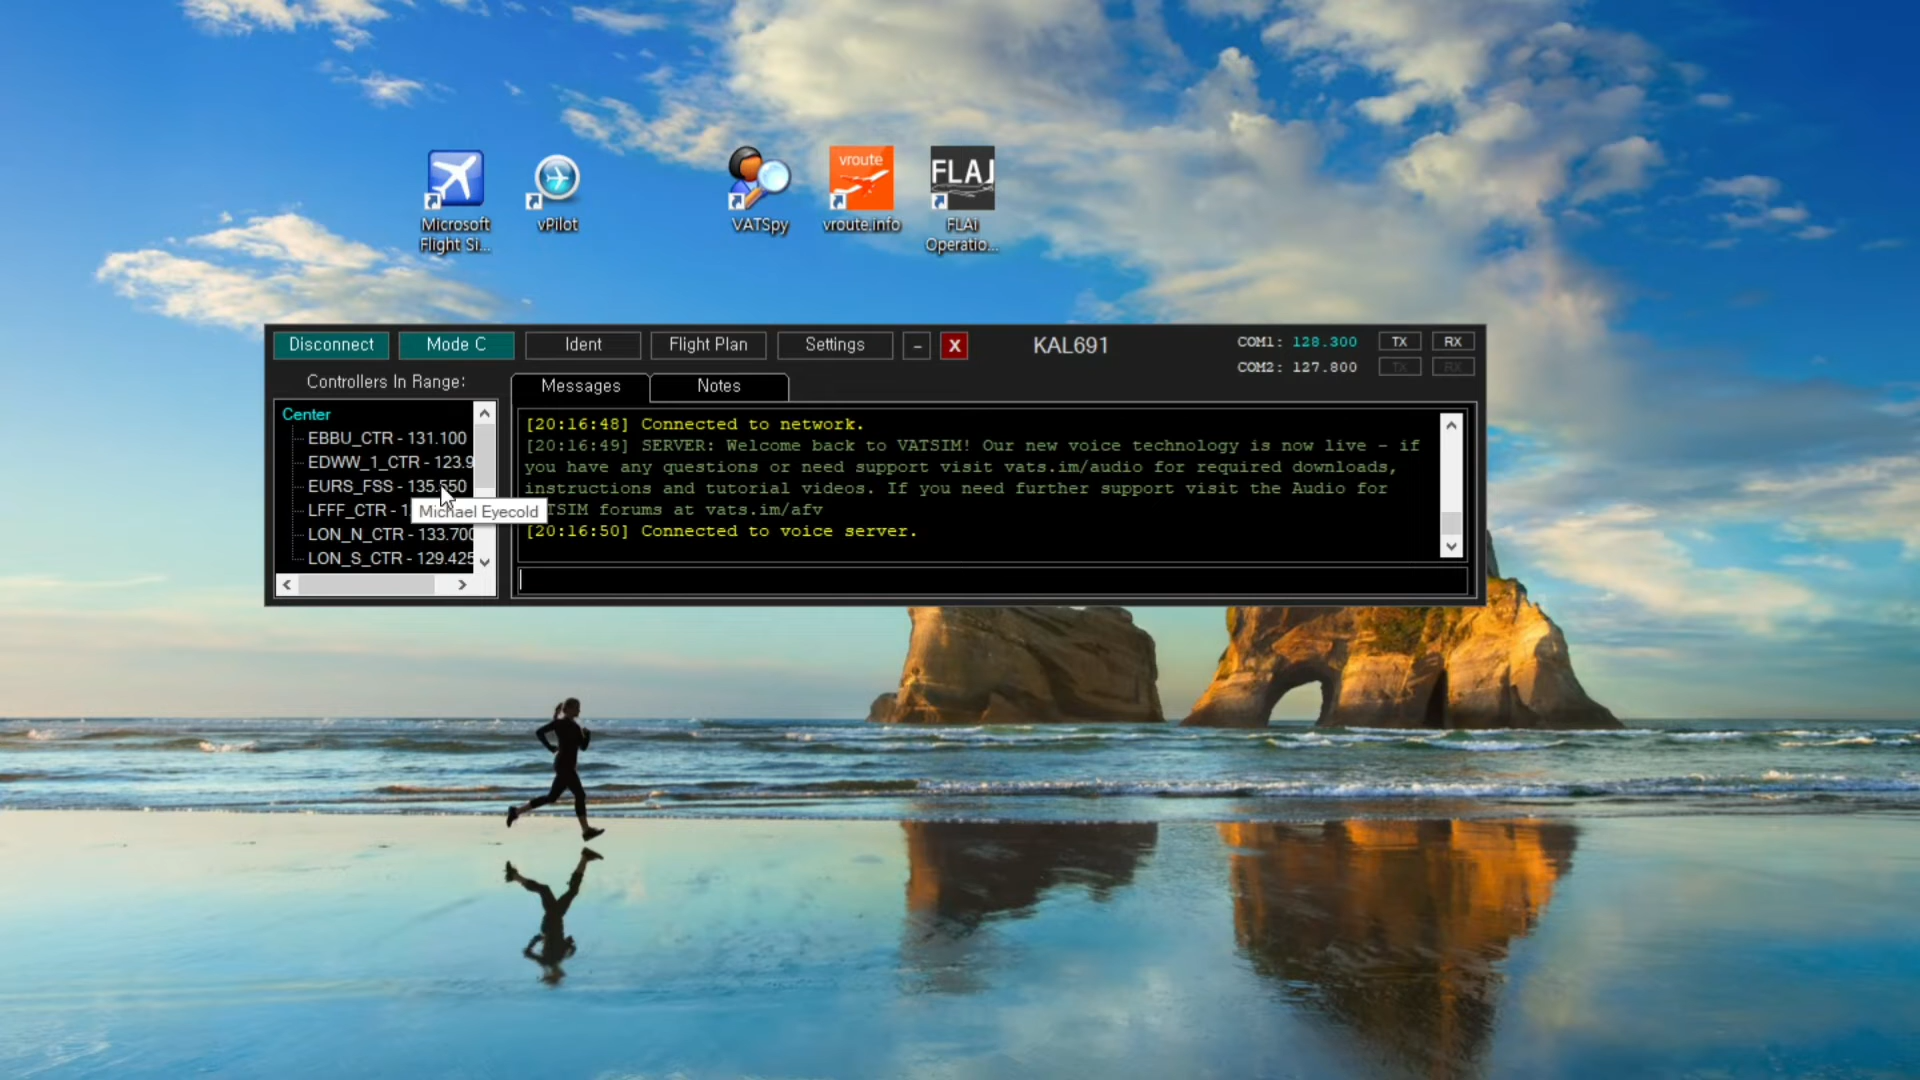 vroute
FLAi
Microsoft
Flight Si...
vPilot
VATSpy
vroute.info
FLAi
Operatio...
Disconnect
Mode C
Ident
Flight Plan
Settings
-
X
KAL691
COM1: 128.300
TX
RX
COM2: 127.800
TX
RX
Controllers In Range:
Messages
Notes
Center
EBBU_CTR - 131.100
EDWW_1_CTR - 123.9
EURS_FSS - 135.550
LFFF_CTR - 1
LON_N_CTR - 133.700
LON_S_CTR - 129.425
Michael Eyecold
[20:16:48] Connected to network.
[20:16:49] SERVER: Welcome back to VATSIM! Our new voice technology is now live - if
you have any questions or need support visit vats.im/audio for required downloads,
instructions and tutorial videos. If you need further support visit the Audio for
TSIM forums at vats.im/afv
[20:16:50] Connected to voice server.